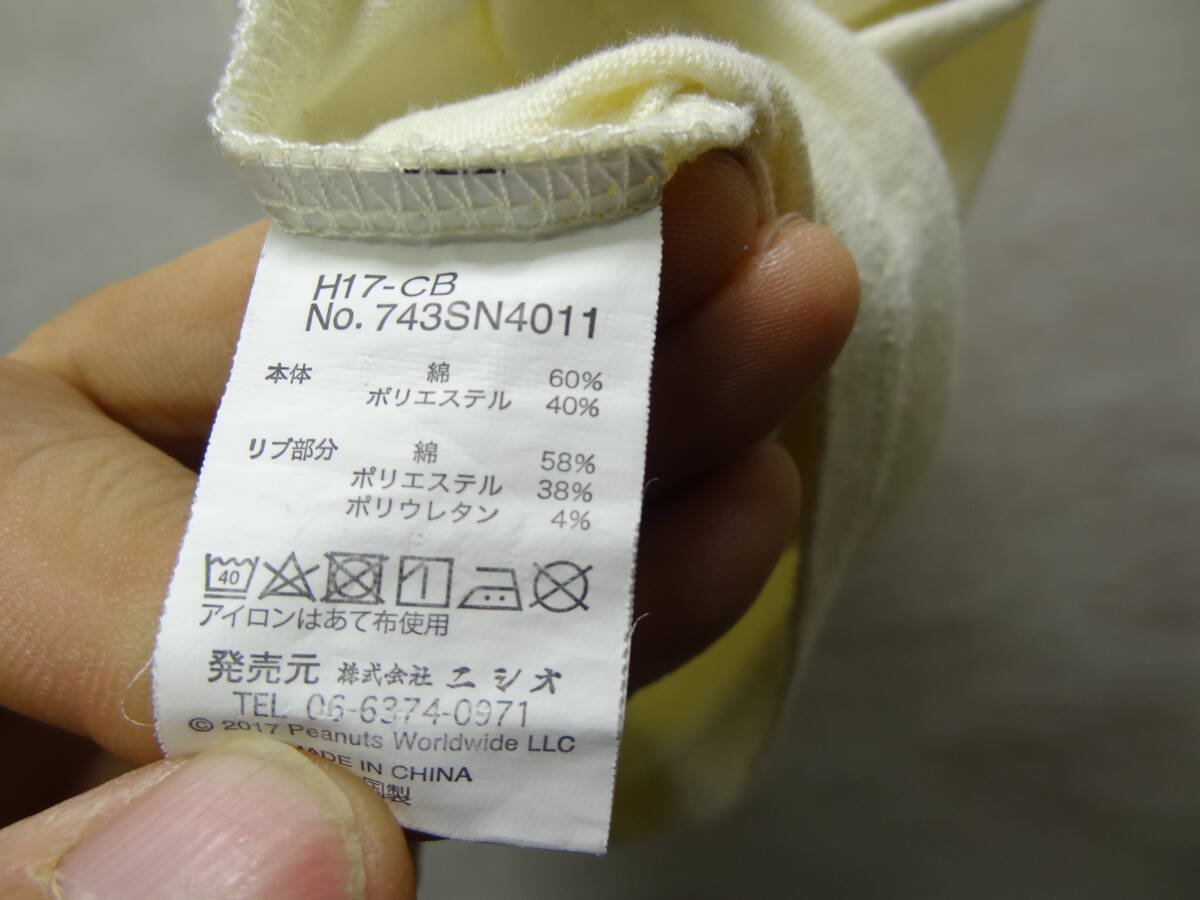 H17-CB
No. 743SN4011
本体 綿 60%
ポリエステル 40%
リブ部分 綿 58%
ポリエステル 38%
ポリウレタン 4%
40
アイロンはあて布使用
発売元 株式会社 ニシオ
TEL 06-6374-0971
© 2017 Peanuts Worldwide LLC
MADE IN CHINA
国製